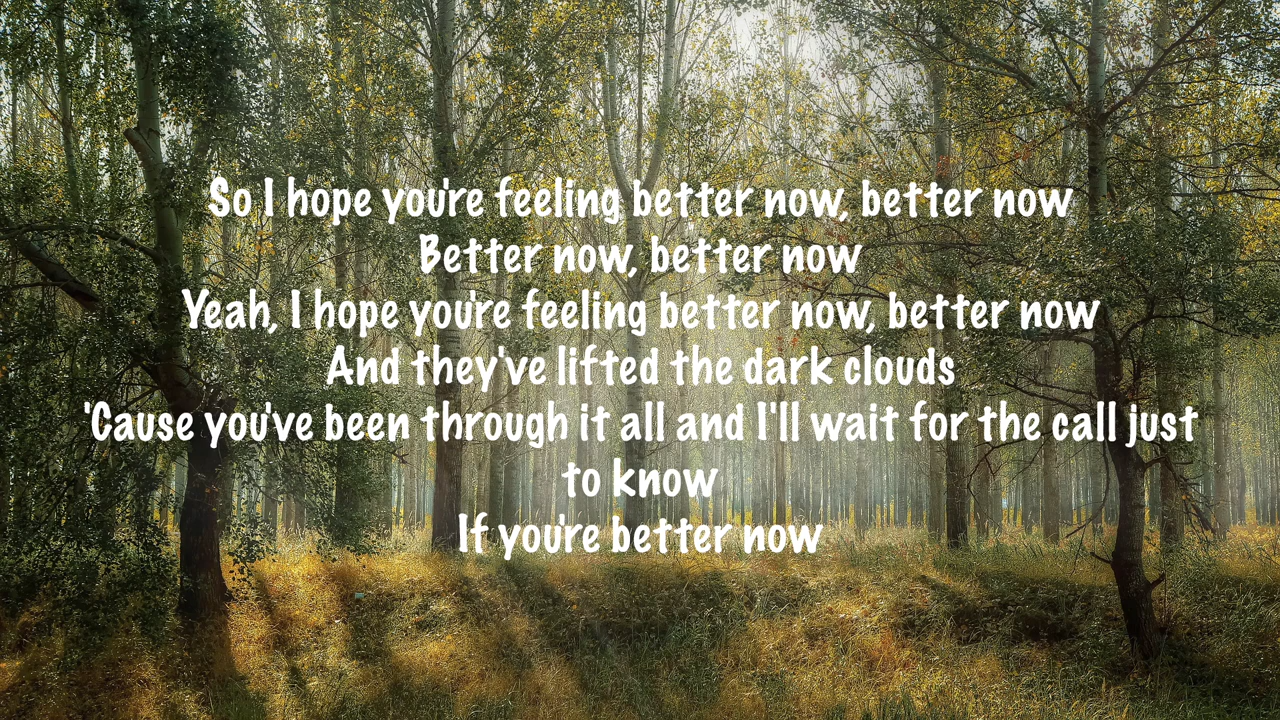 So I hope you're feeling better now, better now
Better now, better now
Yeah, I hope you're feeling better now, better now
And they've lifted the dark clouds
'Cause you've been through it all and I'll wait for the call just
to know
If you're better now